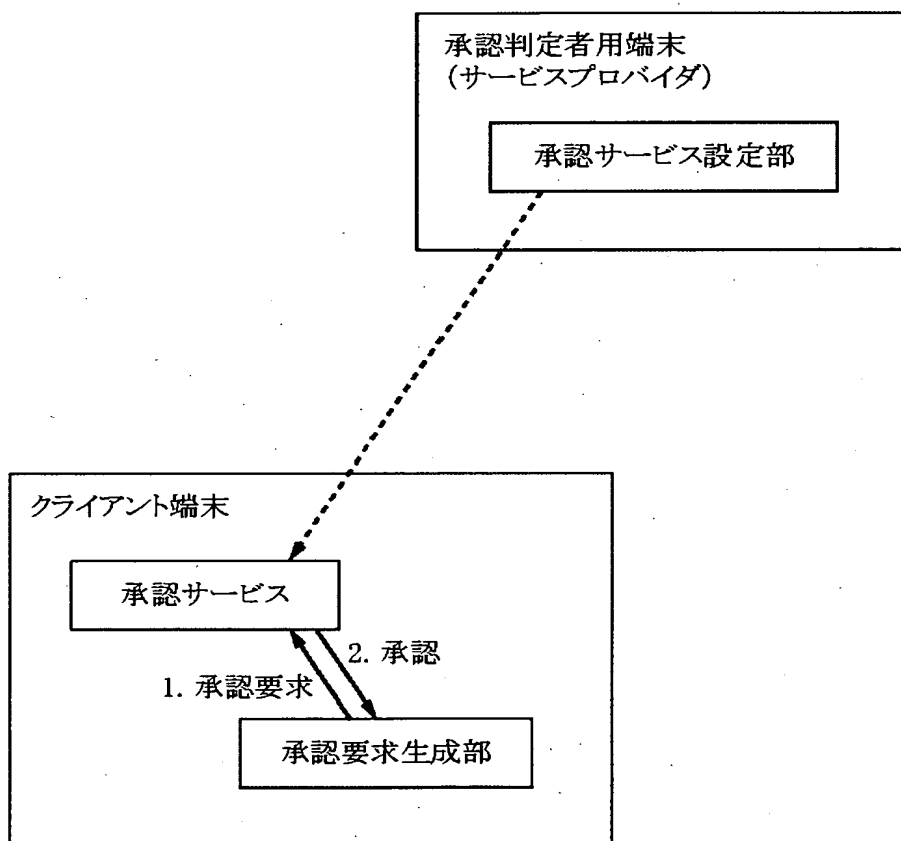 承認判定者用端末
(サービスプロバイダ)
承認サービス設定部
クライアント端末
承認サービス
2. 承認
1. 承認要求
承認要求生成部